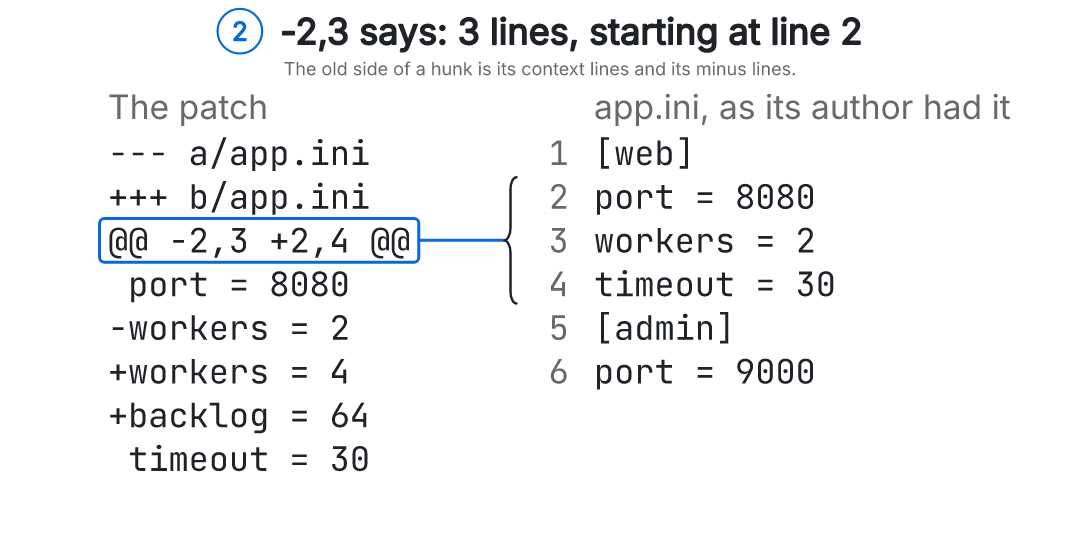 2 -2,3 says: 3 lines, starting at line 2
The old side of a hunk is its context lines and its minus lines.
The patch
--- a/app.ini
+++ b/app.ini
@@ -2,3 +2,4 @@
 port = 8080
-workers = 2
+workers = 4
+backlog = 64
 timeout = 30
app.ini, as its author had it
1 [web]
2 port = 8080
3 workers = 2
4 timeout = 30
5 [admin]
6 port = 9000